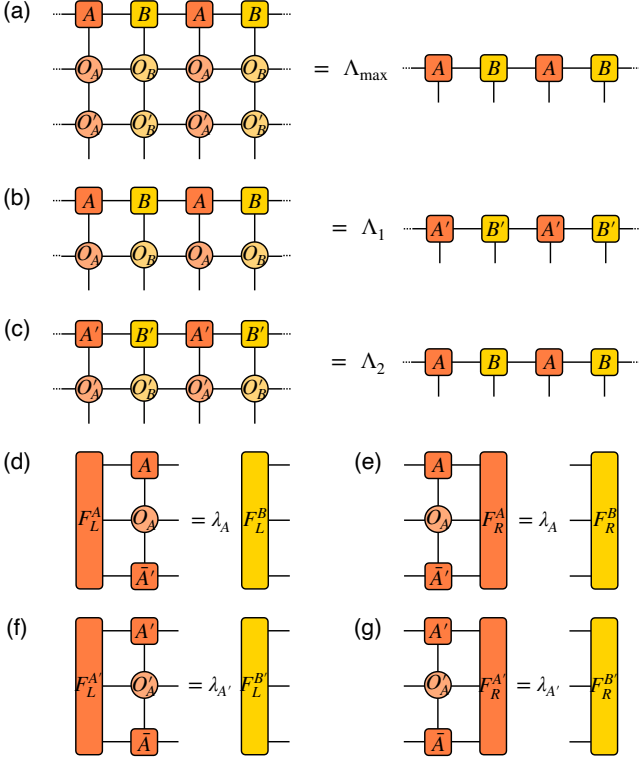 (a)
A B A B
O_A O_B O_A O_B = Λ_max A B A B
O′_A O′_B O′_A O′_B
(b)
A B A B
O_A O_B O_A O_B = Λ_1 A′ B′ A′ B′
(c)
A′ B′ A′ B′
O′_A O′_B O′_A O′_B = Λ_2 A B A B
(d) (e)
A A
F_L^A O_A = λ_A F_L^B O_A F_R^A = λ_A F_R^B
Ā′ Ā′
(f) (g)
A′ A′
F_L^{A′} O′_A = λ_{A′} F_L^{B′} O′_A F_R^{A′} = λ_{A′} F_R^{B′}
Ā Ā